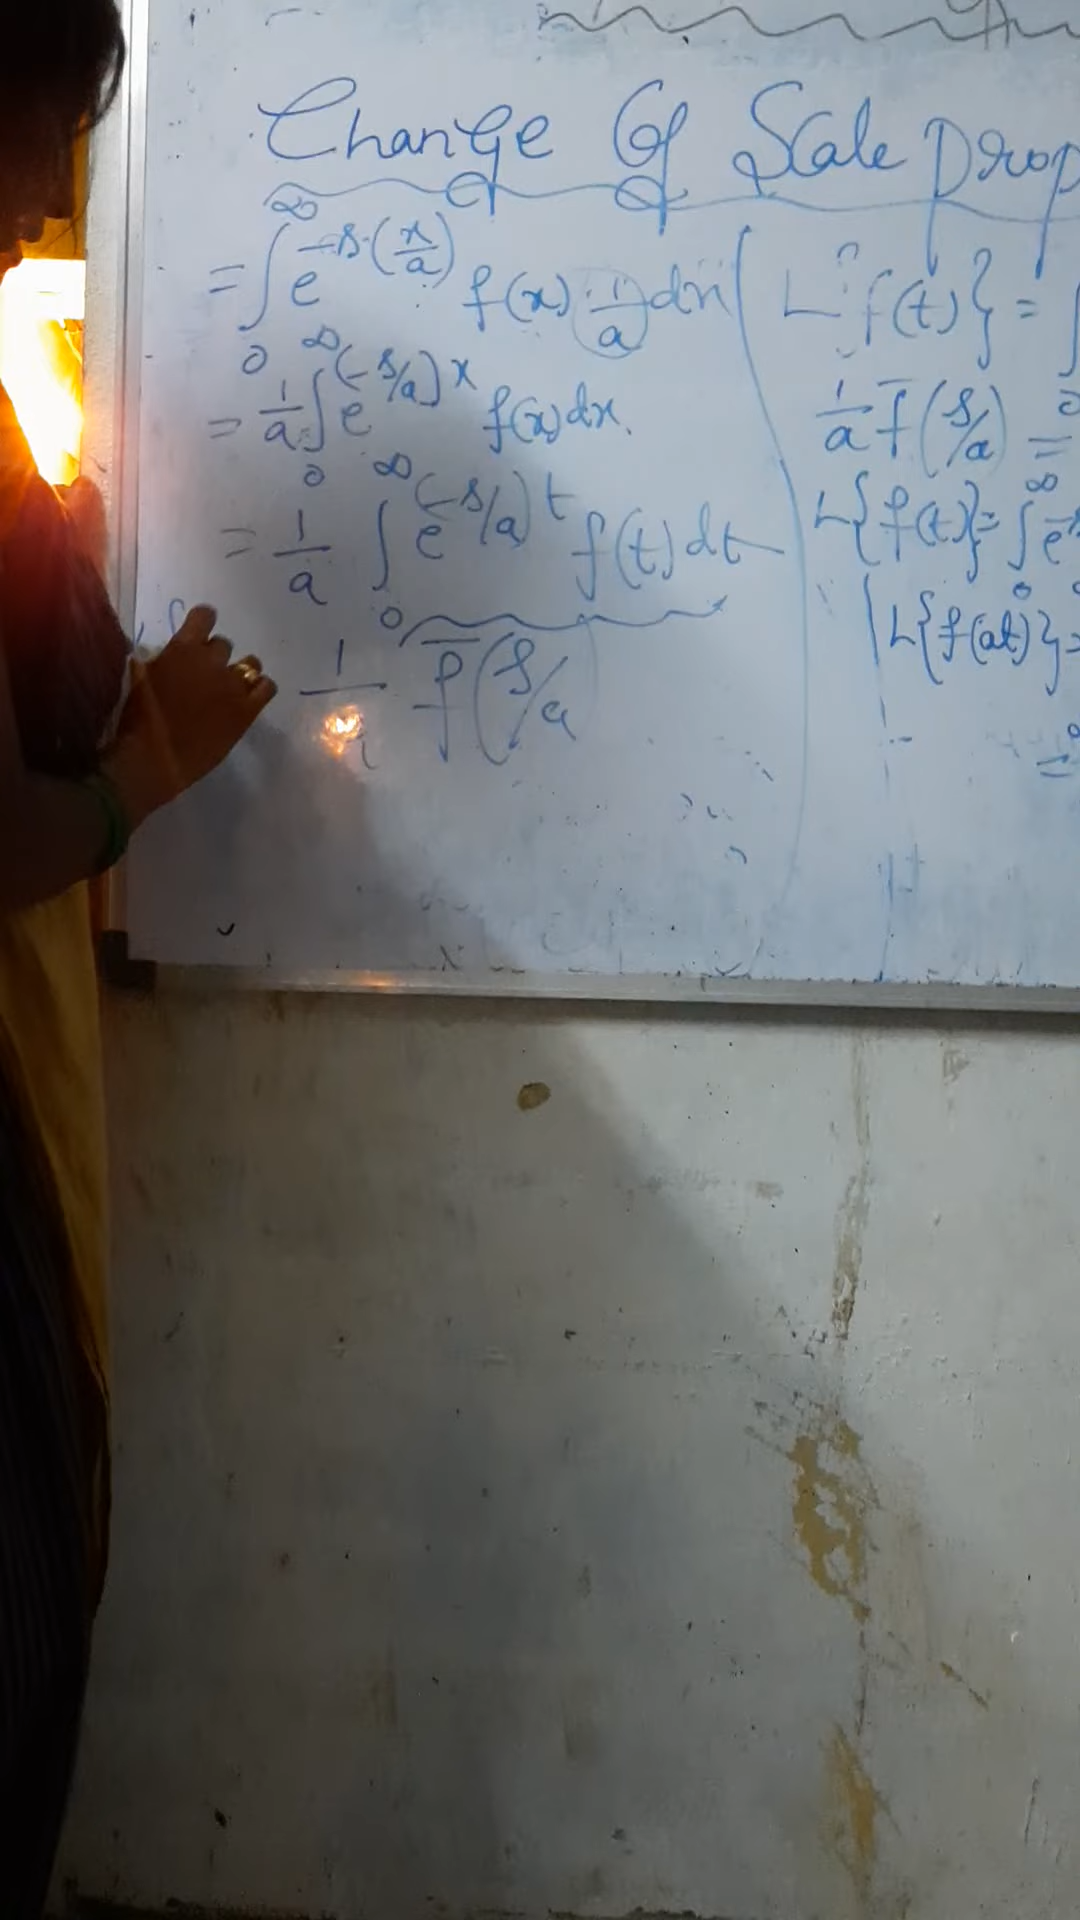 Change Of Scale prop
= ∫₀^∞ e^{-s·(x/a)} f(x)·(1/a) dx
= 1/a ∫₀^∞ e^{(-s/a)x} f(x) dx.
= 1/a ∫₀^∞ e^{(-s/a)t} f(t) dt
1/a f̄(s/a
L{f(t)} = ∫
1/a f̄(s/a) =
L{f(t)} = ∫₀^∞ e^{-s
L{f(at)} =
=